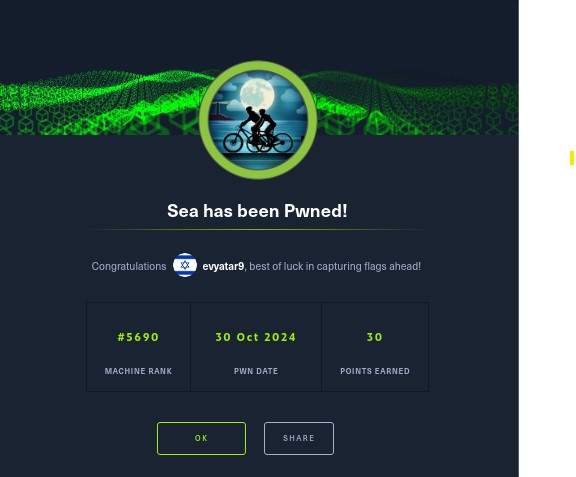 Sea has been Pwned!
Congratulations evyatar9, best of luck in capturing flags ahead!
#5690 30 Oct 2024 30
MACHINE RANK PWN DATE POINTS EARNED
OK SHARE